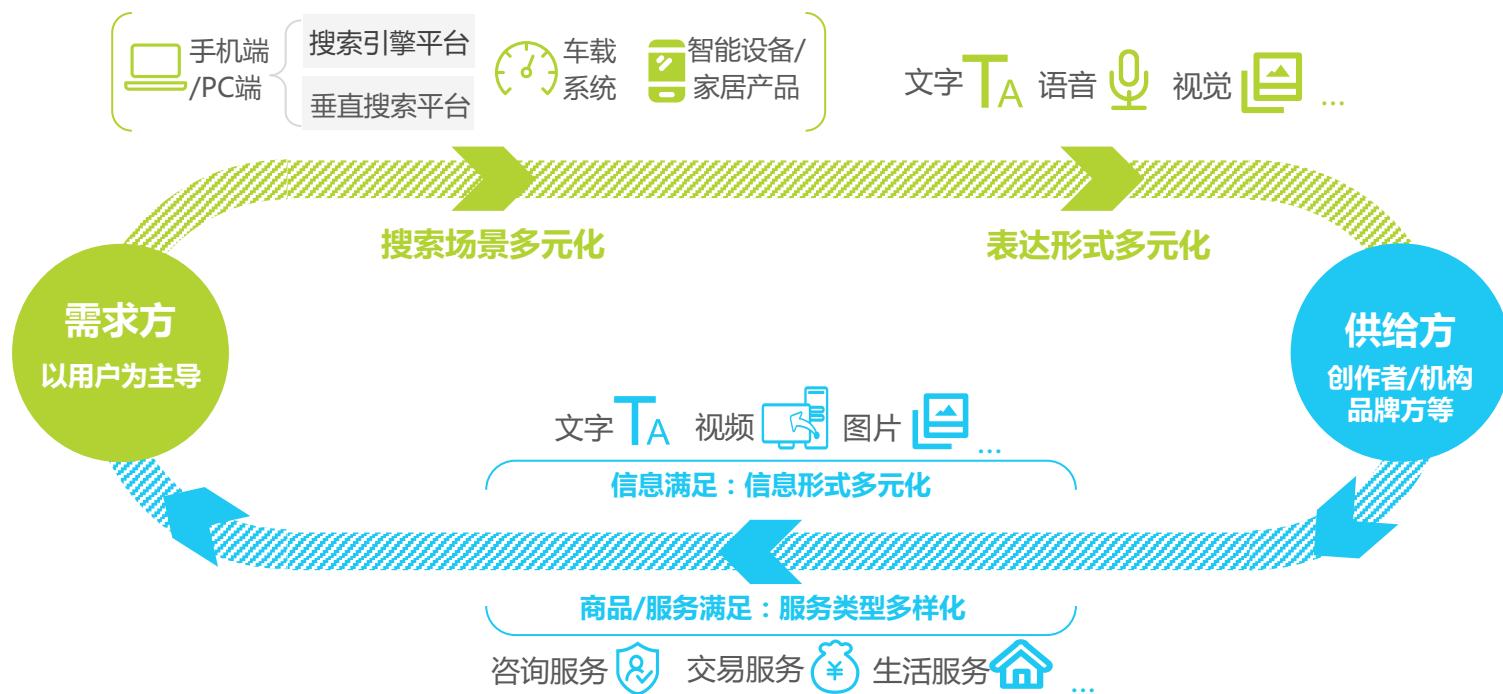 手机端
/PC端
搜索引擎平台
垂直搜索平台
车载
系统
智能设备/
家居产品
文字
TA
语音
视觉
...
搜索场景多元化
表达形式多元化
需求方
以用户为主导
供给方
创作者/机构
品牌方等
文字
TA
视频
图片
...
信息满足：信息形式多元化
商品/服务满足：服务类型多样化
咨询服务
交易服务
¥
生活服务
...